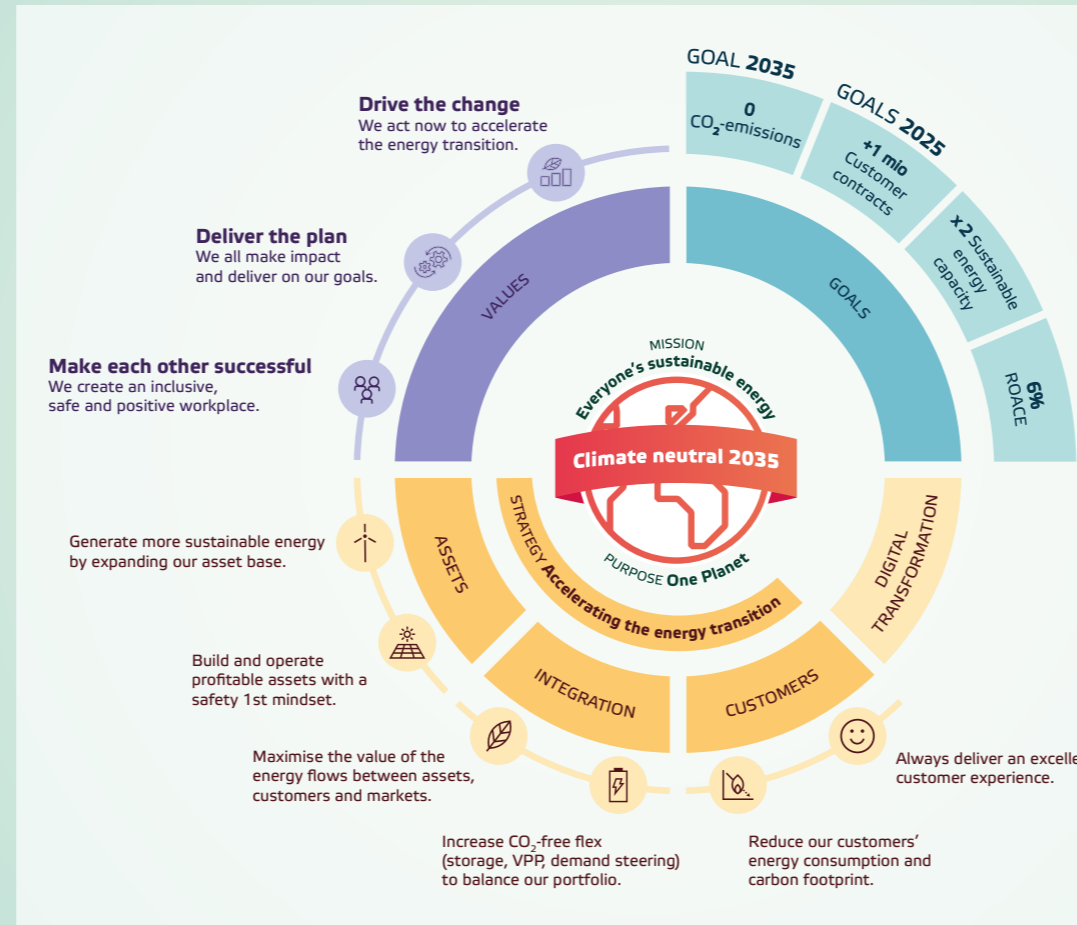 GOAL 2035
0
CO₂-emissions
GOALS 2025
+1 mio
Customer
contracts
x 2 Sustainable
energy
capacity
6%
ROACE
Drive the change
We act now to accelerate
the energy transition.
Deliver the plan
We all make impact
and deliver on our goals.
Make each other successful
We create an inclusive,
safe and positive workplace.
VALUES
GOALS
MISSION
Everyone's sustainable energy
Climate neutral 2035
PURPOSE One Planet
STRATEGY Accelerating the energy transition
ASSETS
INTEGRATION
CUSTOMERS
DIGITAL
TRANSFORMATION
Generate more sustainable energy
by expanding our asset base.
Build and operate
profitable assets with a
safety 1st mindset.
Maximise the value of the
energy flows between assets,
customers and markets.
Increase CO₂-free flex
(storage, VPP, demand steering)
to balance our portfolio.
Reduce our customers'
energy consumption and
carbon footprint.
Always deliver an
customer experience.